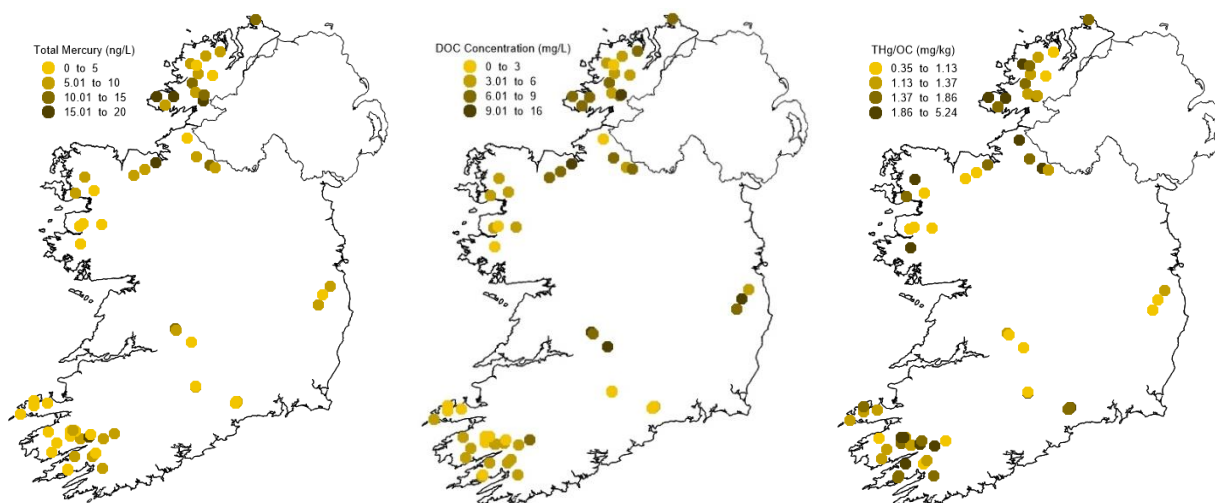 Total Mercury (ng/L)
0 to 5
5.01 to 10
10.01 to 15
15.01 to 20
DOC Concentration (mg/L)
0 to 3
3.01 to 6
6.01 to 9
9.01 to 16
THg/OC (mg/kg)
0.35 to 1.13
1.13 to 1.37
1.37 to 1.86
1.86 to 5.24